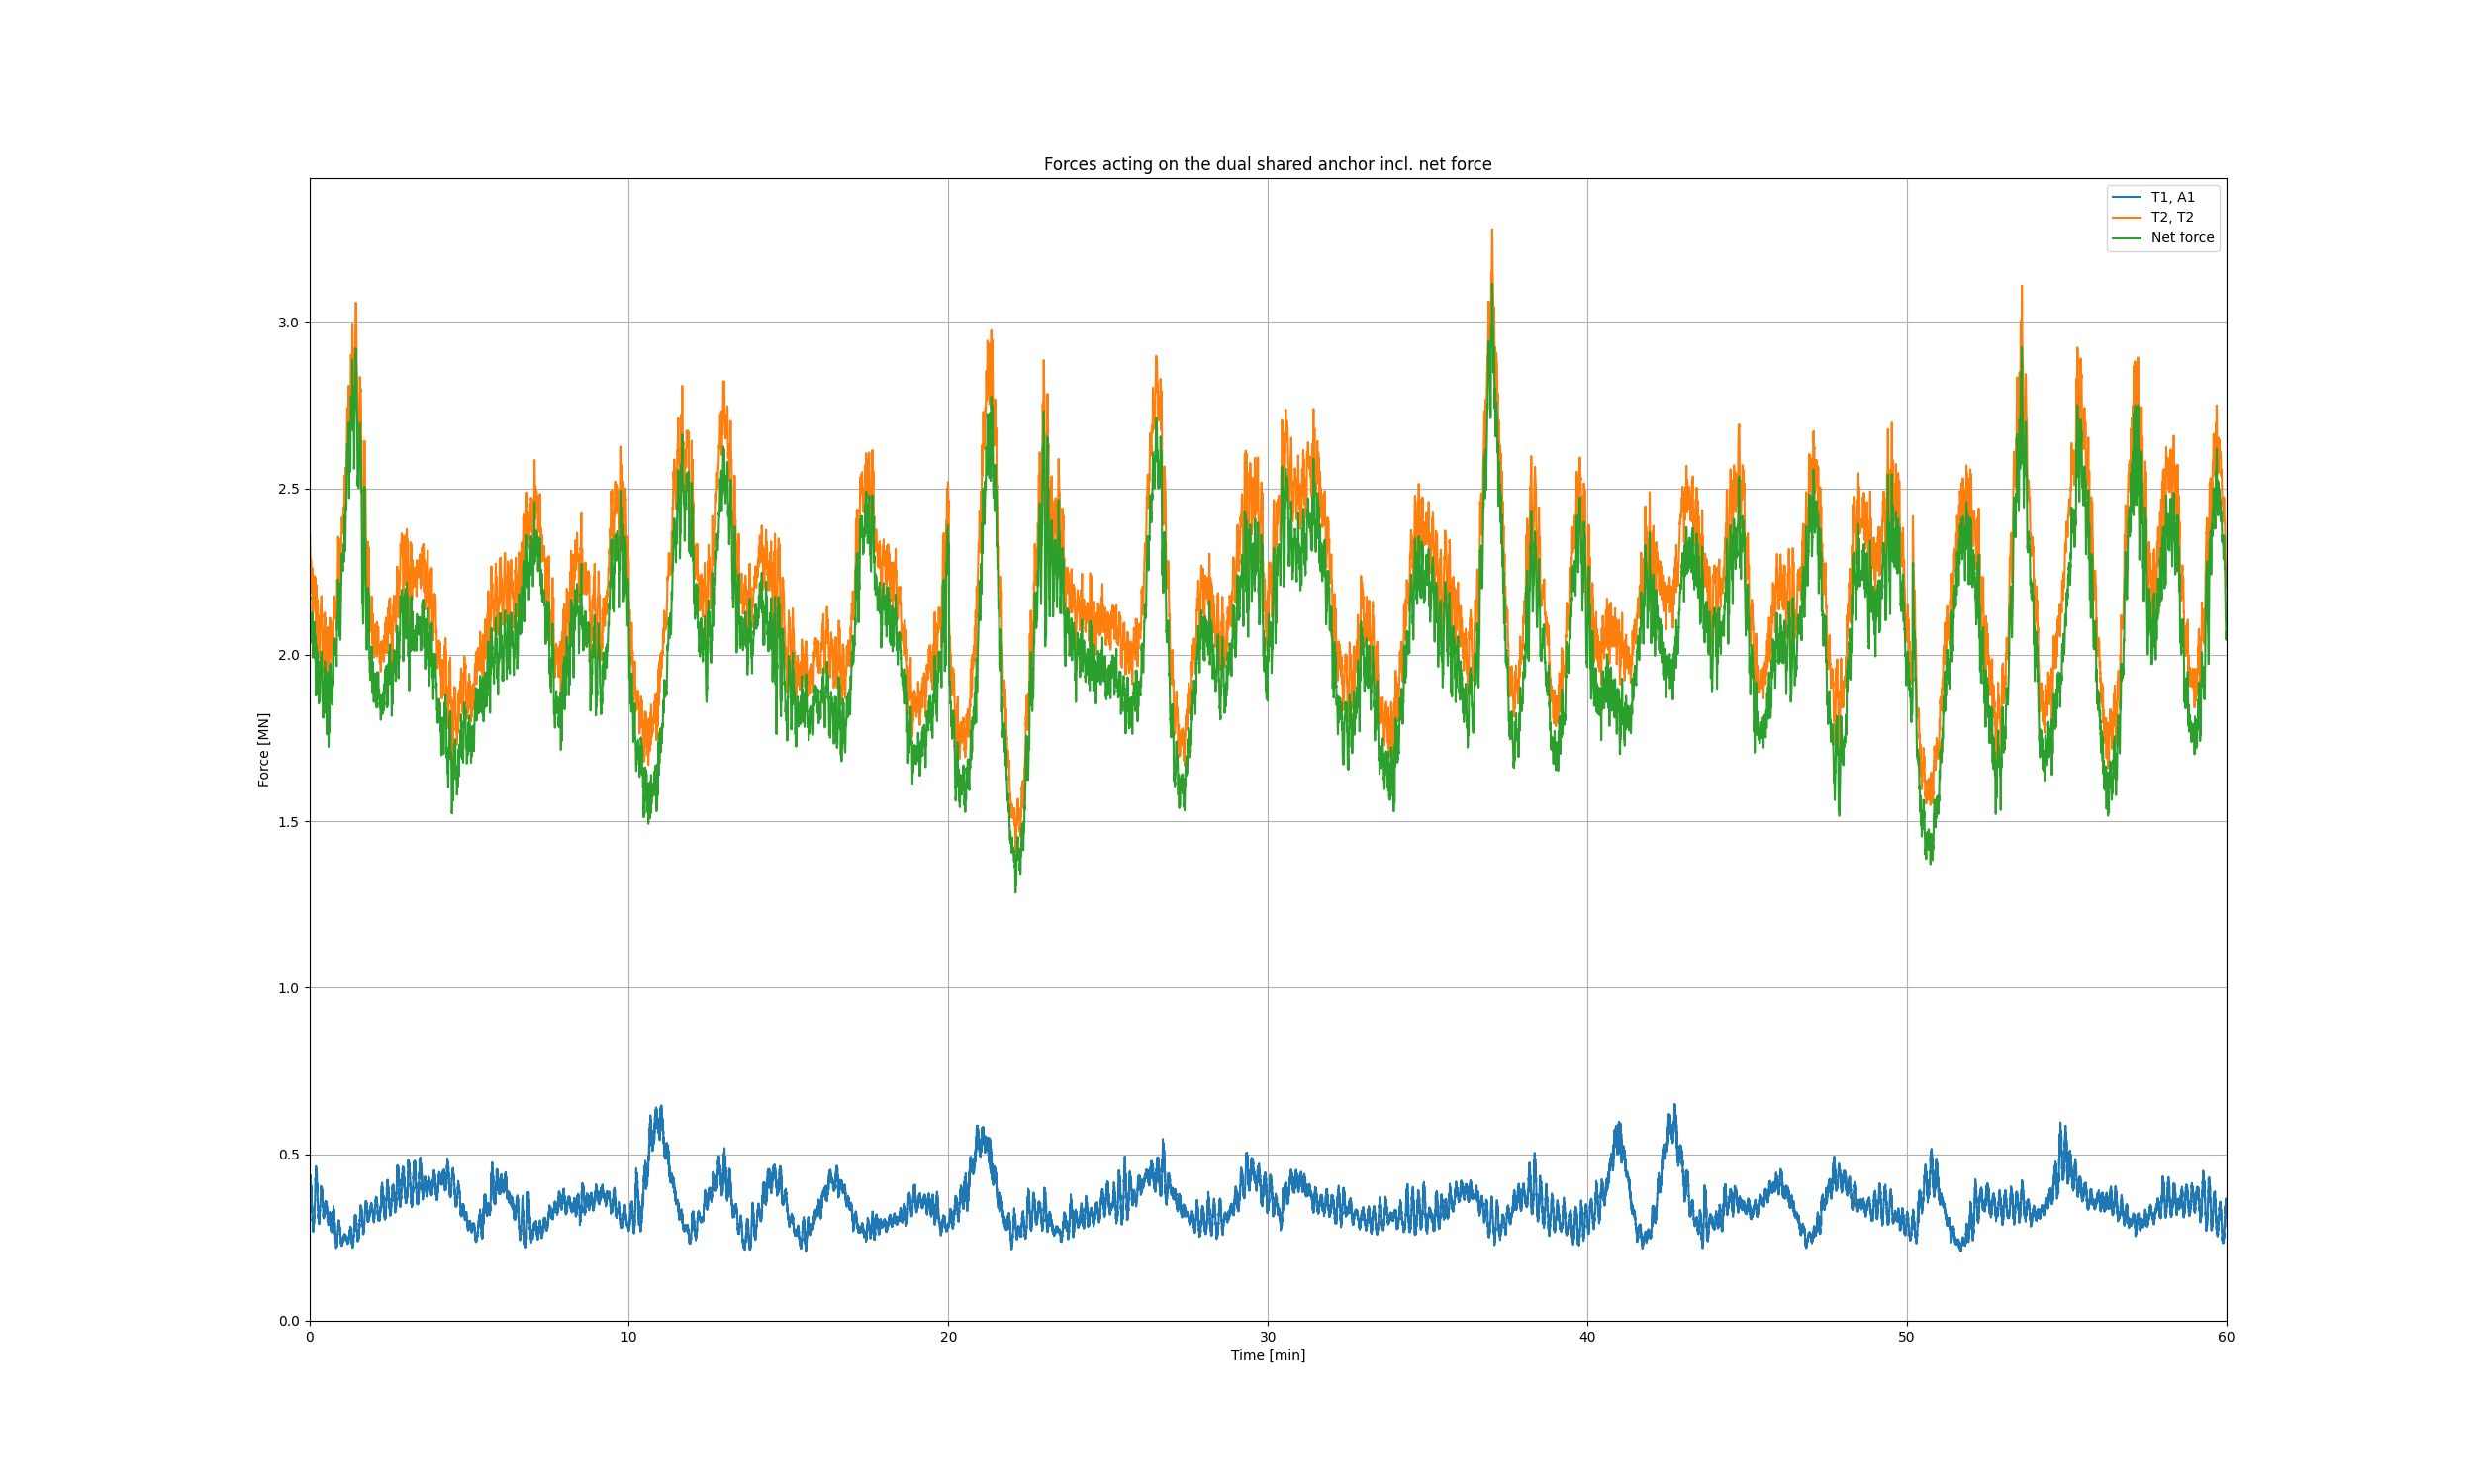 Forces acting on the dual shared anchor incl. net force
T1, A1
T2, T2
Net force
Force [MN]
3.0
2.5
2.0
1.5
1.0
0.5
0.0
0 10 20 30 40 50 60
Time [min]